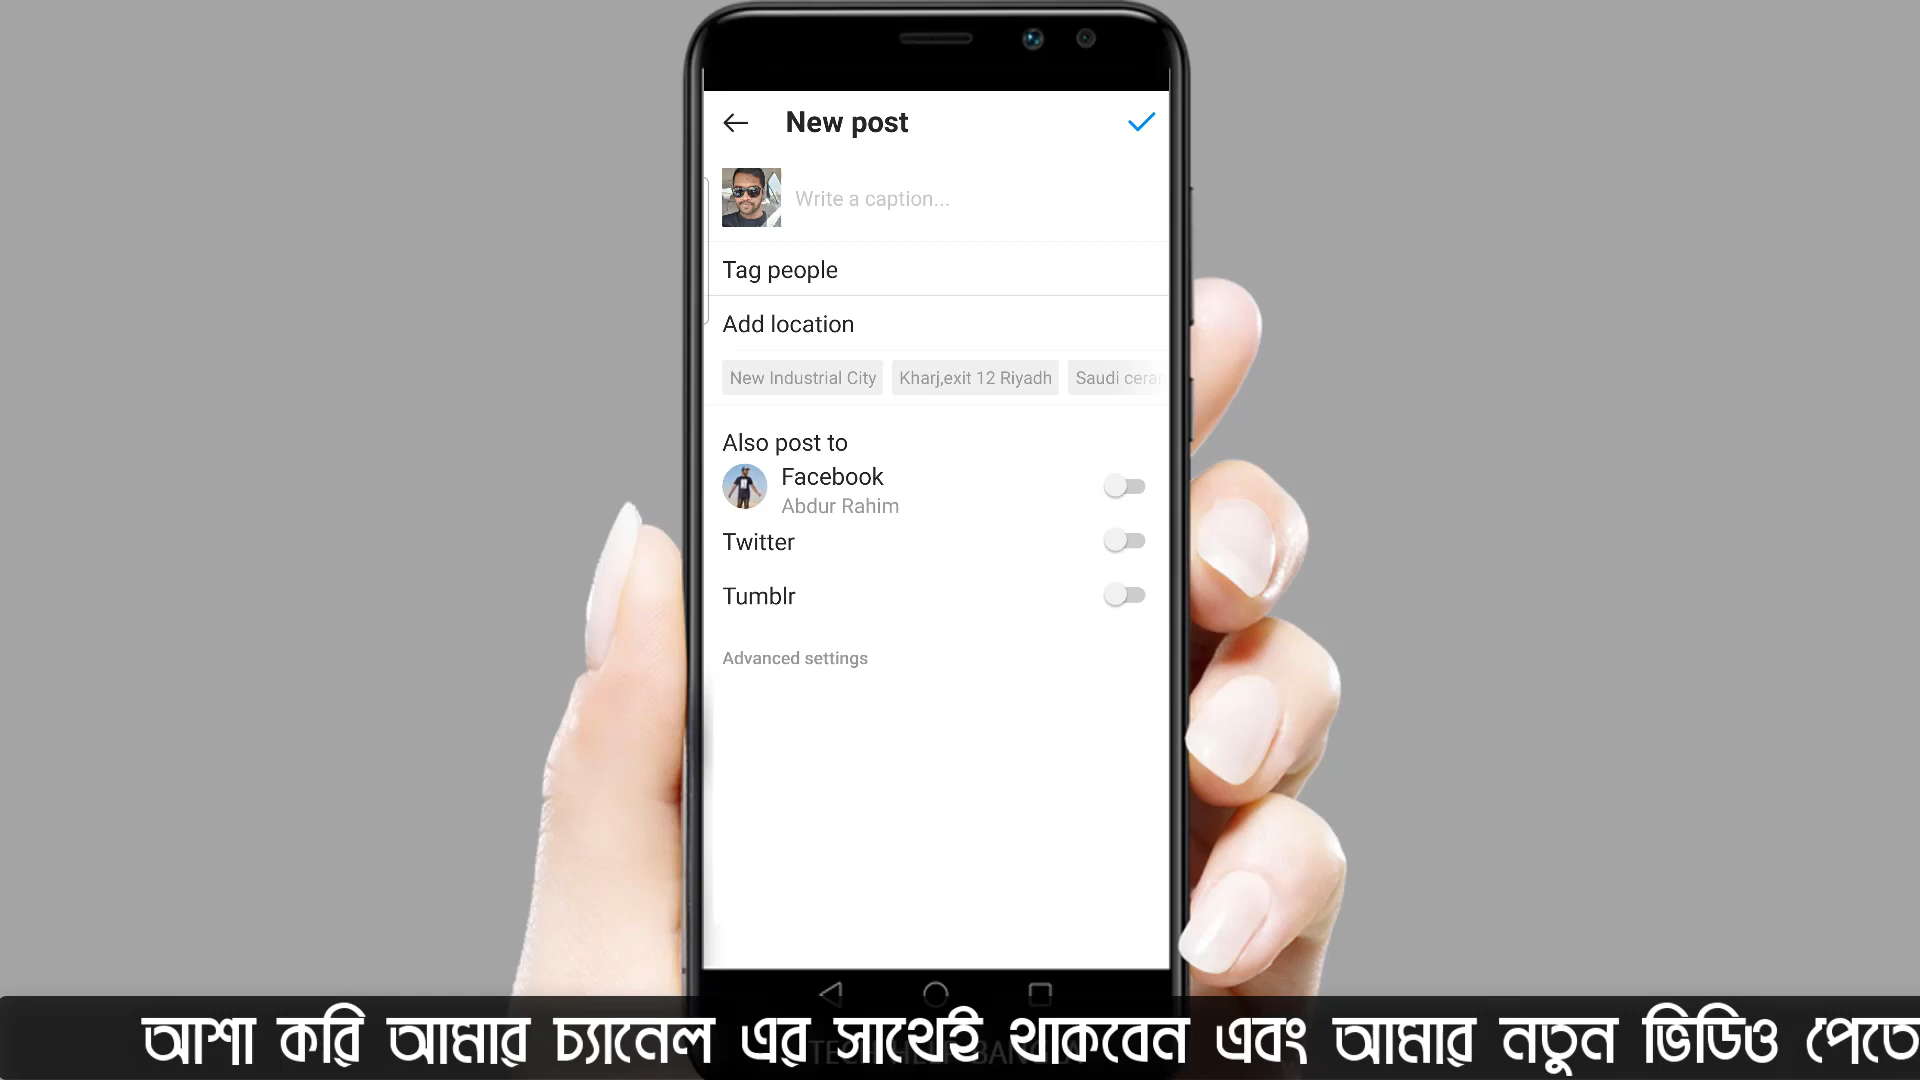 New post
Write a caption...
Tag people
Add location
New Industrial City
Kharj,exit 12 Riyadh
Saudi
Also post to
Facebook
Abdur Rahim
Twitter
Tumblr
Advanced settings
আশা করি আমার চ্যানেল এর সাথেই থাকবেন এবং আমার নতুন ভিডিও পেতে